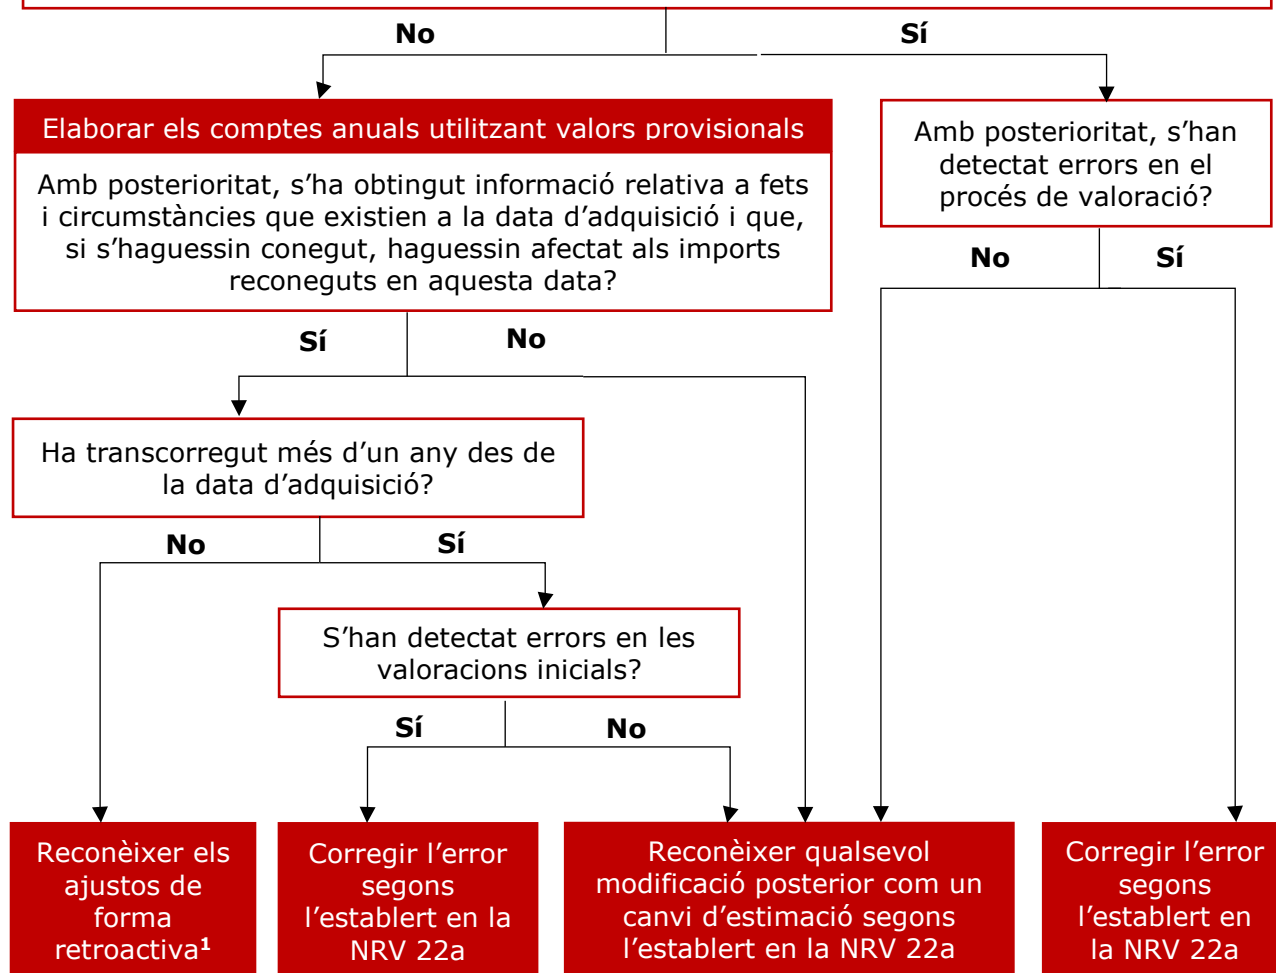 No
Sí
Elaborar els comptes anuals utilitzant valors provisionals
Amb posterioritat, s'ha obtingut informació relativa a fets
i circumstàncies que existien a la data d'adquisició i que,
si s'haguessin conegut, haguessin afectat als imports
reconeguts en aquesta data?
Amb posterioritat, s'han
detectat errors en el
procés de valoració?
No
Sí
Sí
No
Ha transcorregut més d'un any des de
la data d'adquisició?
No
Sí
S'han detectat errors en les
valoracions inicials?
Sí
No
Reconèixer els
ajustos de
forma
retroactiva¹
Corregir l'error
segons
l'establert en la
NRV 22a
Reconèixer qualsevol
modificació posterior com un
canvi d'estimació segons
l'establert en la NRV 22a
Corregir l'error
segons
l'establert en
la NRV 22a